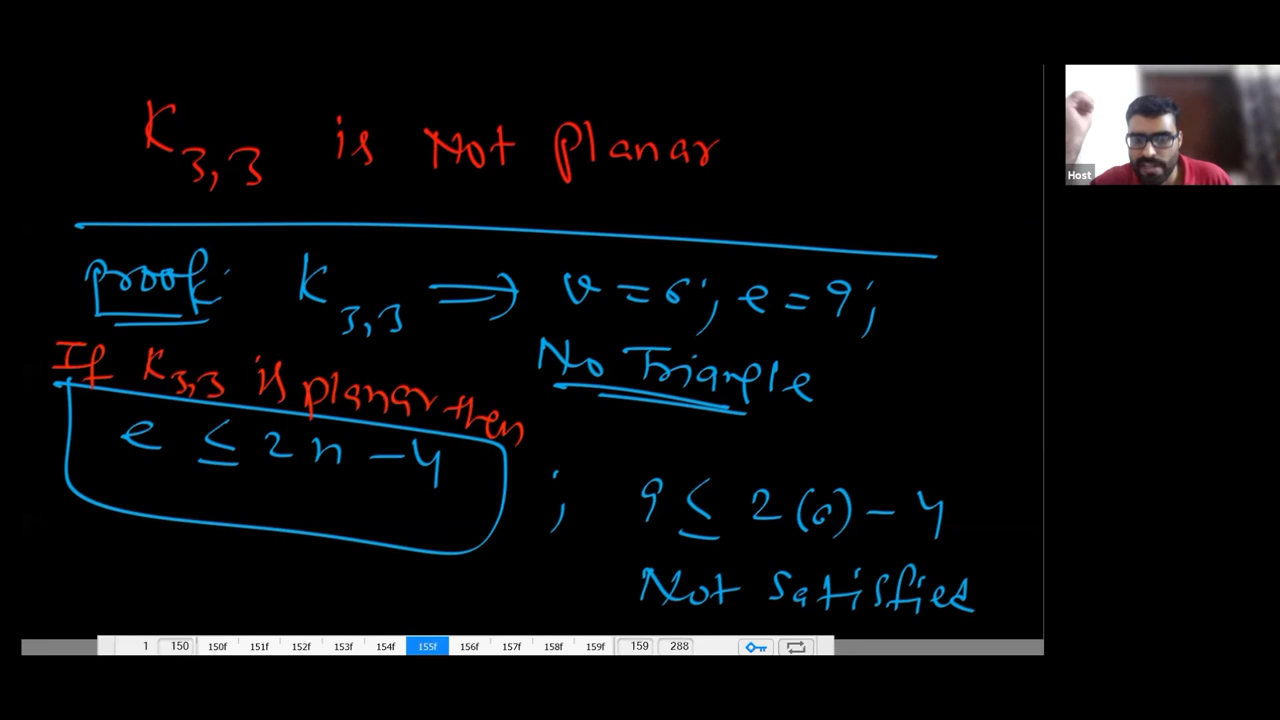 K3,3 is Not Planar
Proof: K3,3 ⟹ v = 6; e = 9;
No Triangle
If K3,3 is planar then
e ≤ 2n - 4 ; 9 ≤ 2(6) - 4
Not Satisfied
Host
1 150 150f 151f 152f 153f 154f 155f 156f 157f 158f 159f 159 288